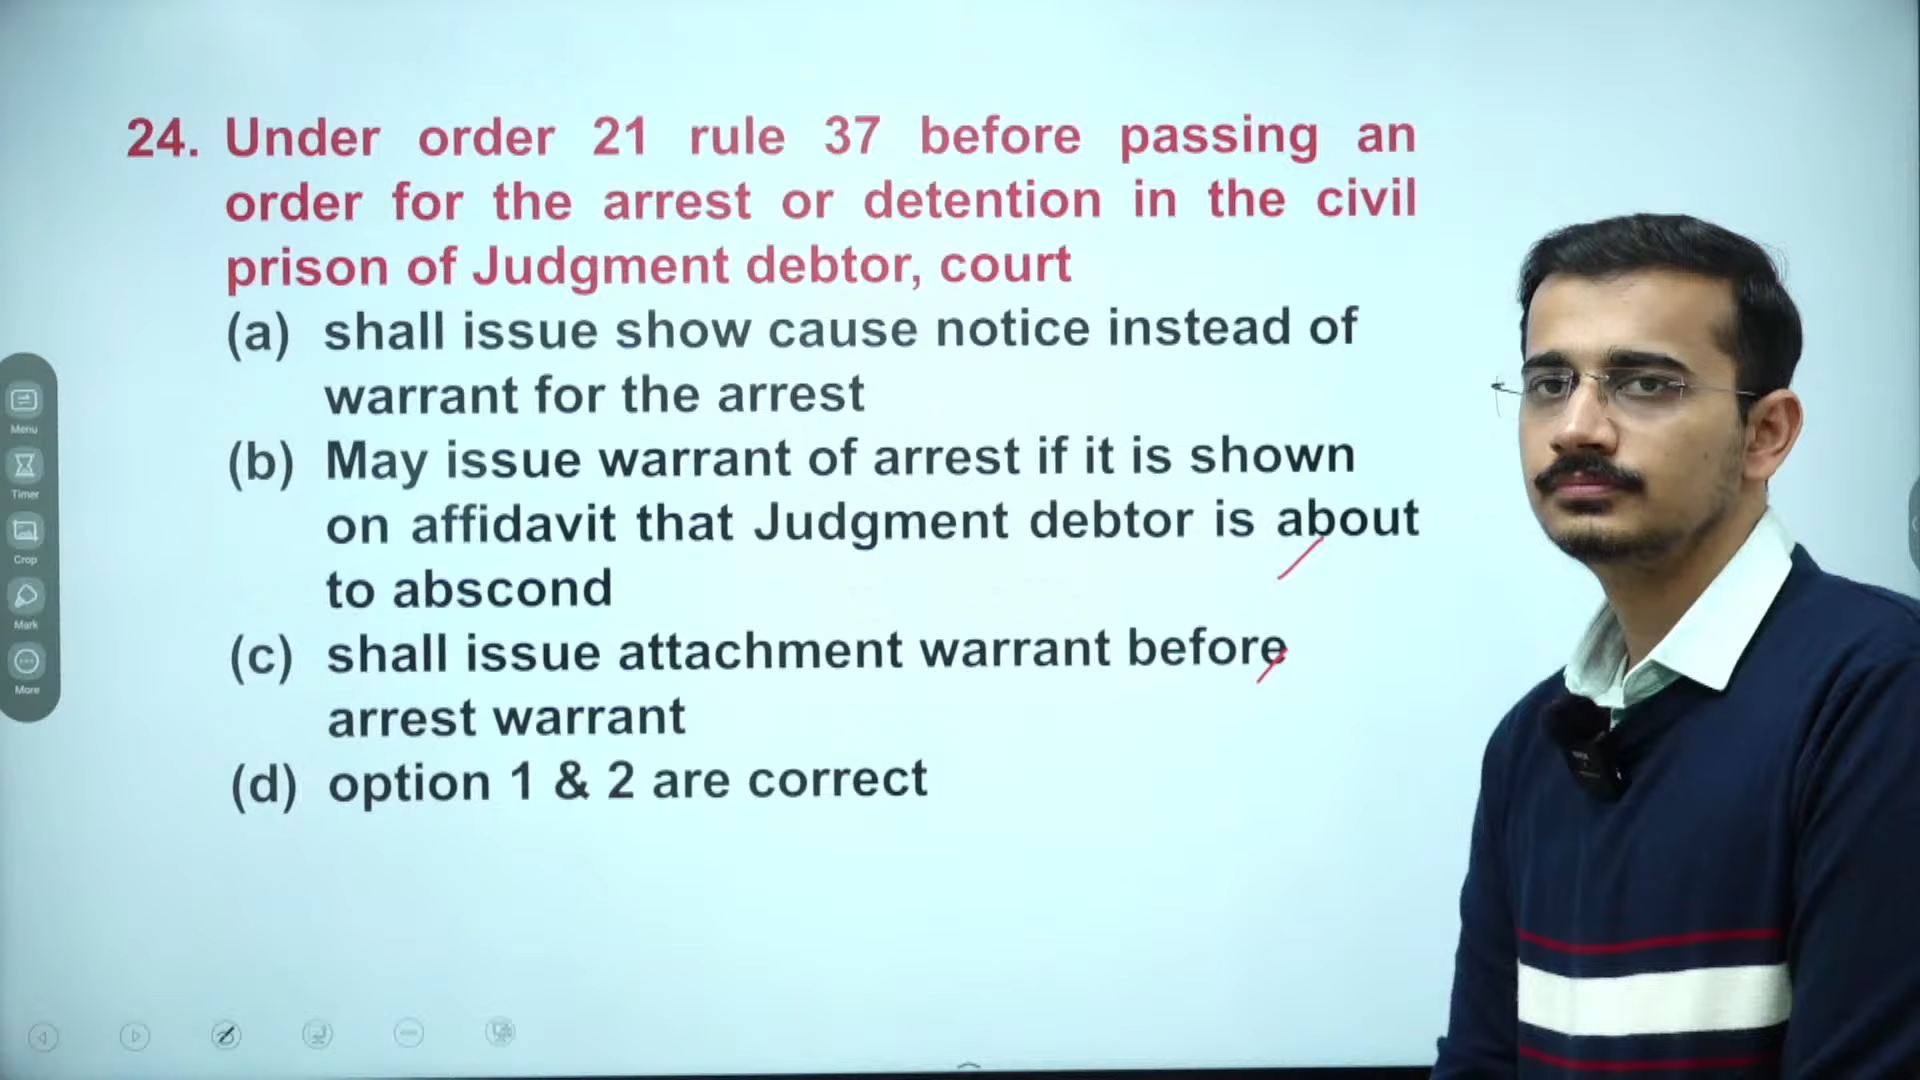 24. Under order 21 rule 37 before passing an
order for the arrest or detention in the civil
prison of Judgment debtor, court
(a) shall issue show cause notice instead of
warrant for the arrest
(b) May issue warrant of arrest if it is shown
on affidavit that Judgment debtor is about
to abscond
(c) shall issue attachment warrant before
arrest warrant
(d) option 1 & 2 are correct
Menu
Timer
Crop
Mark
More